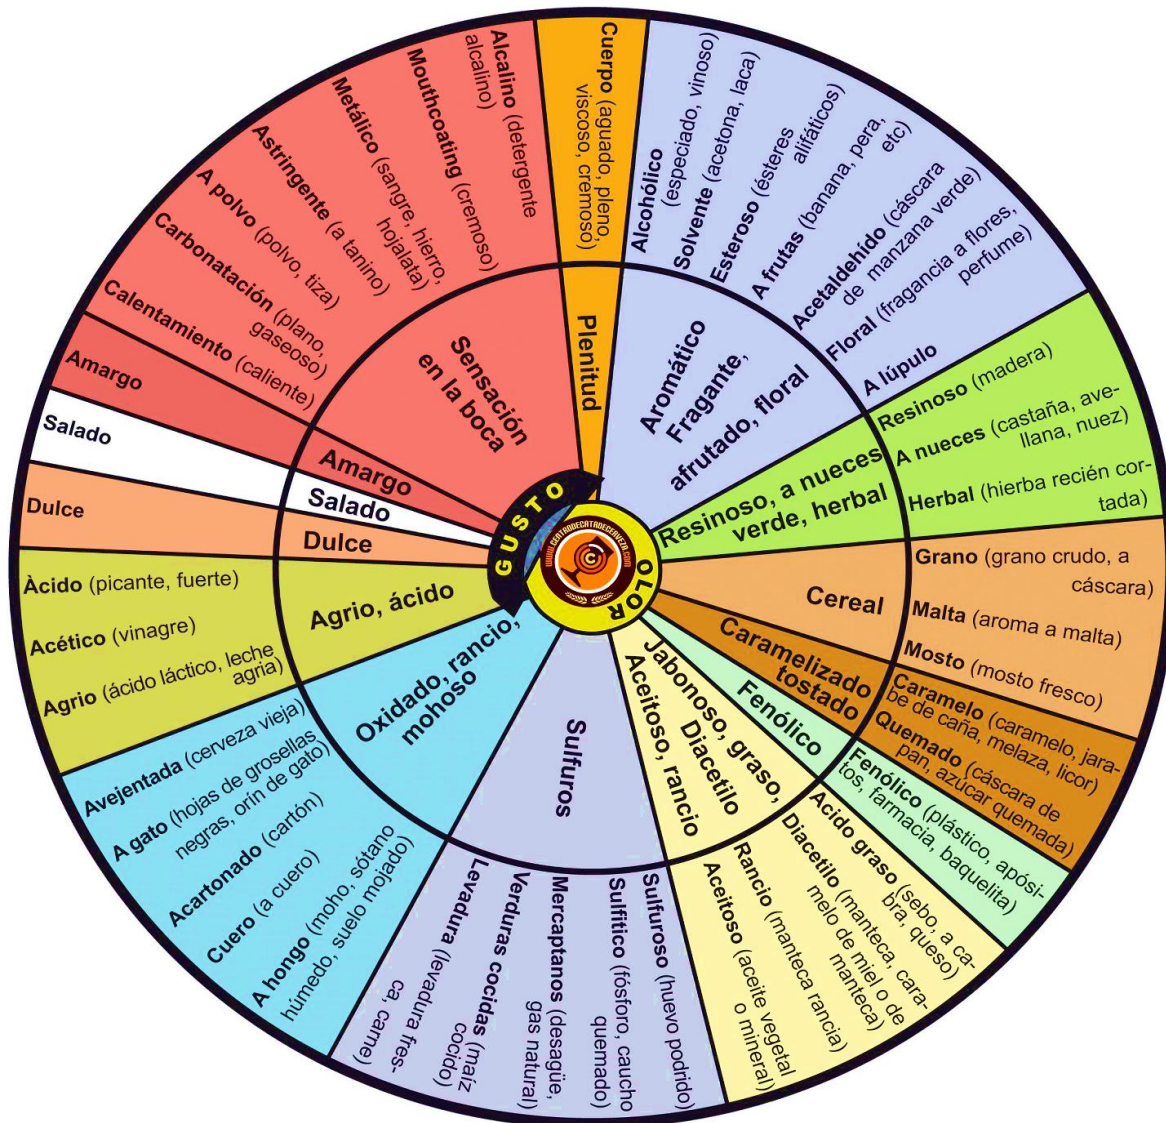 Cuerpo (aguado, pleno,
viscoso, cremoso)
Plenitud
Alcohólico
(especiado, vinoso)
Solvente (acetona, laca)
Esteroso (ésteres
alifáticos)
A frutas (banana, pera,
etc)
Acetaldehido (cáscara
de manzana verde)
Floral (fragancia a flores,
perfume)
A lúpulo
Aromático
Fragante,
afrutado, floral
Resinoso (madera)
A nueces (castaña, ave-
llana, nuez)
Herbal (hierba recién cor-
tada)
Resinoso, a nueces
verde, herbal
Grano (grano crudo, a
cáscara)
Malta (aroma a malta)
Mosto (mosto fresco)
Cereal
Caramelo (caramelo, jara-
be de caña, melaza, licor)
Quemado (cáscara de
pan, azúcar quemada)
Caramelizado
tostado
Fenólico (plástico, apósi-
tos, farmacia, baquelita)
Fenólico
Acido graso (sebo, a ca-
bra, queso)
Diacetilo (manteca, cara-
melo de miel o de
manteca)
Rancio (manteca rancia)
Aceitoso (aceite vegetal
o mineral)
Jabonoso, graso,
Diacetilo
Aceitoso, rancio
Sulfuroso (huevo podrido)
Sulfitico (fósforo, caucho
quemado)
Mercaptanos (desagüe,
gas natural)
Verduras cocidas (maíz
cocido)
Levadura (levadura fres-
ca, carne)
Sulfuros
A hongo (moho, sótano
húmedo, suelo mojado)
Cuero (a cuero)
Acartonado (cartón)
A gato (hojas de grosellas
negras, orín de gato)
Avejentada (cerveza vieja)
Oxidado, rancio,
mohoso
Agrio (ácido láctico, leche
agria)
Acético (vinagre)
Àcido (picante, fuerte)
Agrio, ácido
Dulce
Dulce
Salado
Salado
Amargo
Amargo
Calentamiento (caliente)
Carbonatación (plano,
gaseoso)
A polvo (polvo, tiza)
Astringente (a tanino)
Metálico (sangre, hierro,
hojalata)
Mouthcoating (cremoso)
Alcalino (detergente
alcalino)
Sensación
en la boca
GUSTO
OLOR
WWW.CENTRODECATADECERVEZA.COM